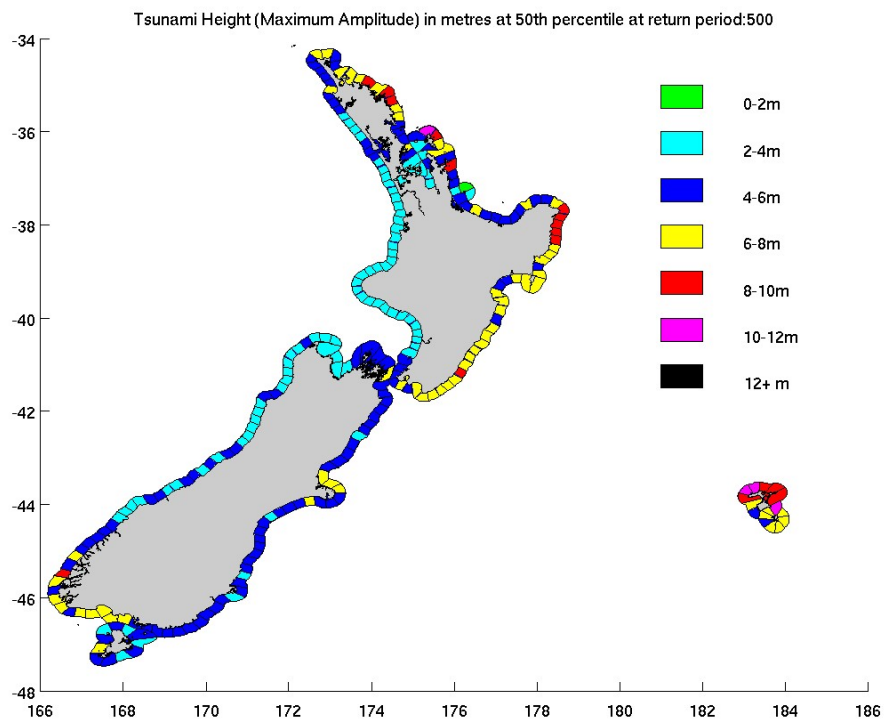 Tsunami Height (Maximum Amplitude) in metres at 50th percentile at return period:500
-34
-36
-38
-40
-42
-44
-46
-48
0-2m
2-4m
4-6m
6-8m
8-10m
10-12m
12+ m
166 168 170 172 174 176 178 180 182 184 186